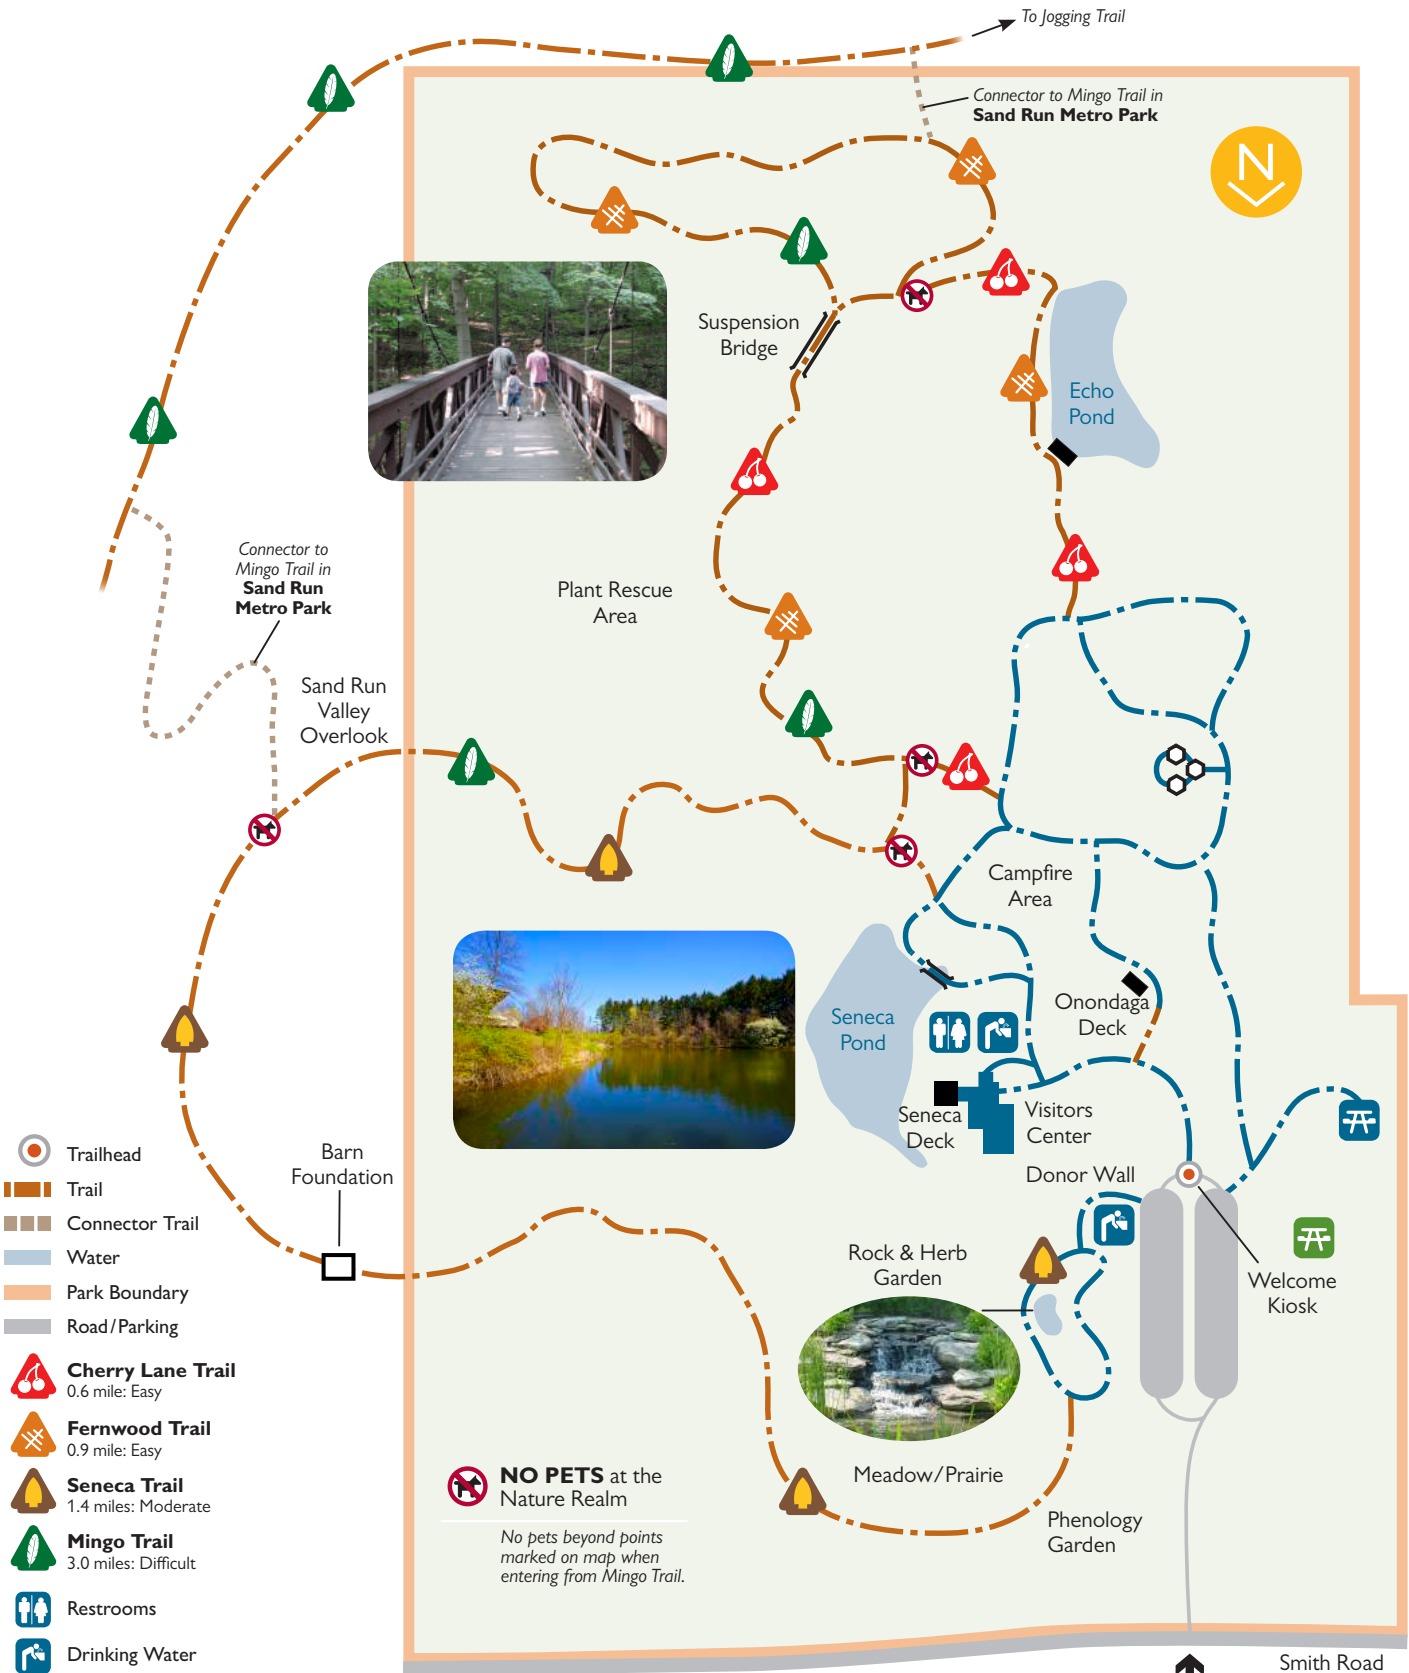 To Jogging Trail
Connector to Mingo Trail in
Sand Run Metro Park
N
Suspension
Bridge
Echo
Pond
Connector to
Mingo Trail in
Sand Run
Metro Park
Plant Rescue
Area
Sand Run
Valley
Overlook
Campfire
Area
Onondaga
Deck
Seneca
Pond
Seneca
Deck
Visitors
Center
Donor Wall
Barn
Foundation
Rock & Herb
Garden
Welcome
Kiosk
Meadow/Prairie
Phenology
Garden
Trailhead
Trail
Connector Trail
Water
Park Boundary
Road/Parking
Cherry Lane Trail
0.6 mile: Easy
Fernwood Trail
0.9 mile: Easy
Seneca Trail
1.4 miles: Moderate
Mingo Trail
3.0 miles: Difficult
Restrooms
Drinking Water
NO PETS at the
Nature Realm
No pets beyond points
marked on map when
entering from Mingo Trail.
Smith Road